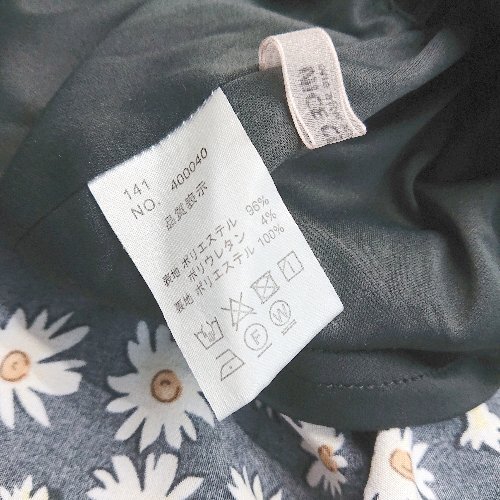 141
NO. 400040
品質表示
表地 ポリエステル 96%
ポリウレタン 4%
裏地 ポリエステル 100%
F W